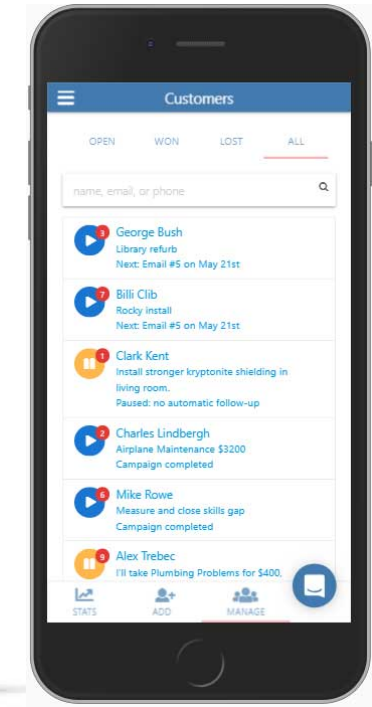 Customers
OPEN WON LOST ALL
name, email, or phone
3 George Bush
Library refurb
Next: Email #5 on May 21st
7 Billi Clib
Rocky install
Next: Email #5 on May 21st
1 Clark Kent
Install stronger kryptonite shielding in
living room.
Paused: no automatic follow-up
2 Charles Lindbergh
Airplane Maintenance $3200
Campaign completed
6 Mike Rowe
Measure and close skills gap
Campaign completed
9 Alex Trebec
I'll take Plumbing Problems for $400,
STATS ADD MANAGE